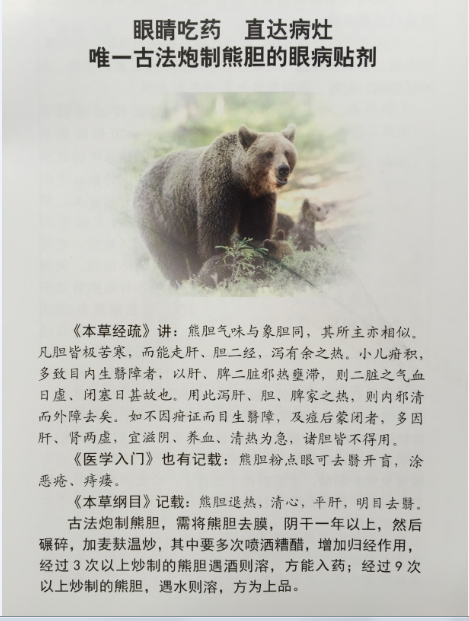 眼睛吃药　直达病灶
唯一古法炮制熊胆的眼病贴剂
《本草经疏》讲：熊胆气味与象胆同，其所主亦相似。
凡胆皆极苦寒，而能走肝、胆二经，泻有余之热。小儿疳积，
多致目内生翳障者，以肝、脾二脏邪热壅滞，则二脏之气血
日虚、闭塞日甚故也。用此泻肝、胆、脾家之热，则内邪清
而外障去矣。如不因疳证而目生翳障，及痘后蒙闭者，多因
肝、肾两虚，宜滋阴、养血、清热为急，诸胆皆不得用。
《医学入门》也有记载：熊胆粉点眼可去翳开盲，涂
恶疮、痔瘘。
《本草纲目》记载：熊胆退热，清心，平肝，明目去翳。
古法炮制熊胆，需将熊胆去膜，阴干一年以上，然后
碾碎，加麦麸温炒，其中要多次喷洒糟醋，增加归经作用，
经过 3 次以上炒制的熊胆遇酒则溶，方能入药；经过 9 次
以上炒制的熊胆，遇水则溶，方为上品。